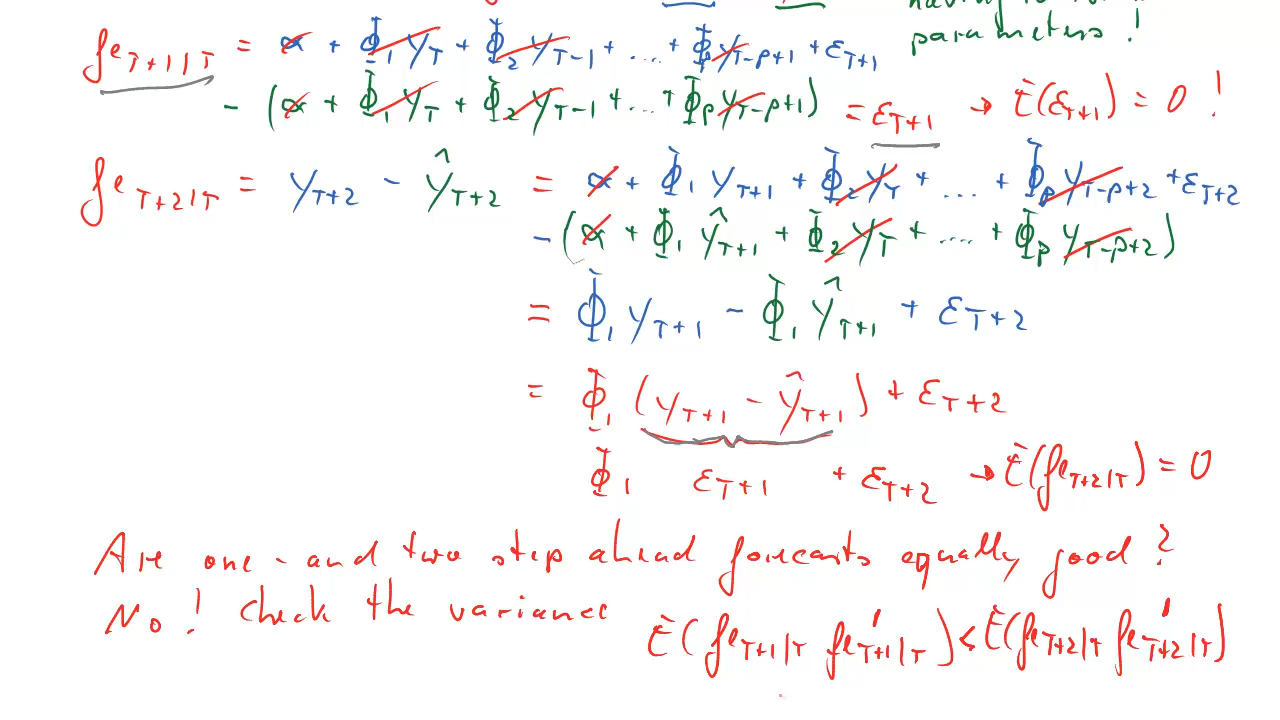 parameters!
fe_{T+1|T} = α + Φ_1 y_T + Φ_2 y_{T-1} + .... + Φ_p y_{T-p+1} + ε_{T+1}
- (α + Φ_1 y_T + Φ_2 y_{T-1} + .... + Φ_p y_{T-p+1}) = ε_{T+1} → E(ε_{T+1}) = 0 !
fe_{T+2|T} = y_{T+2} - ŷ_{T+2} = α + Φ_1 y_{T+1} + Φ_2 y_T + .... + Φ_p y_{T-p+2} + ε_{T+2}
- (α + Φ_1 ŷ_{T+1} + Φ_2 y_T + .... + Φ_p y_{T-p+2})
= Φ_1 y_{T+1} - Φ_1 ŷ_{T+1} + ε_{T+2}
= Φ_1 (y_{T+1} - ŷ_{T+1}) + ε_{T+2}
Φ_1 ε_{T+1} + ε_{T+2} → E(fe_{T+2|T}) = 0
Are one- and two step ahead forecasts equally good?
No! Check the variance
E(fe_{T+1|T} fe'_{T+1|T}) < E(fe_{T+2|T} fe'_{T+2|T})